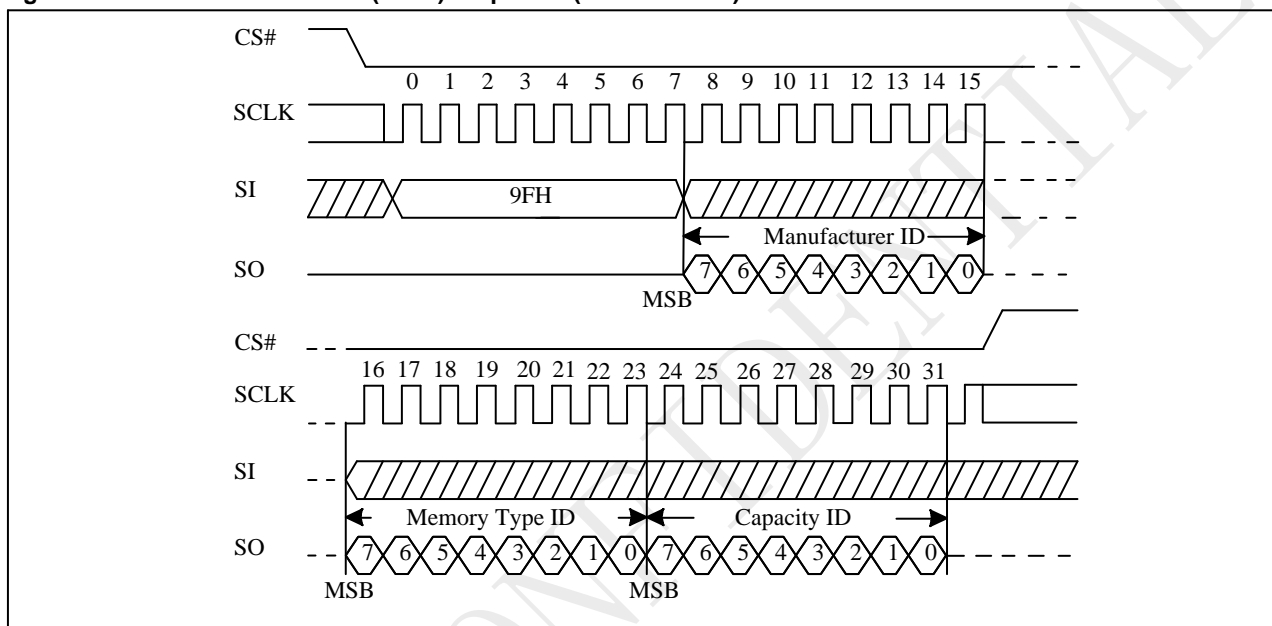 CS#
0 1 2 3 4 5 6 7 8 9 10 11 12 13 14 15
SCLK
SI 9FH
Manufacturer ID
SO 7 6 5 4 3 2 1 0
MSB
CS#
16 17 18 19 20 21 22 23 24 25 26 27 28 29 30 31
SCLK
SI
Memory Type ID Capacity ID
SO 7 6 5 4 3 2 1 0 7 6 5 4 3 2 1 0
MSB MSB